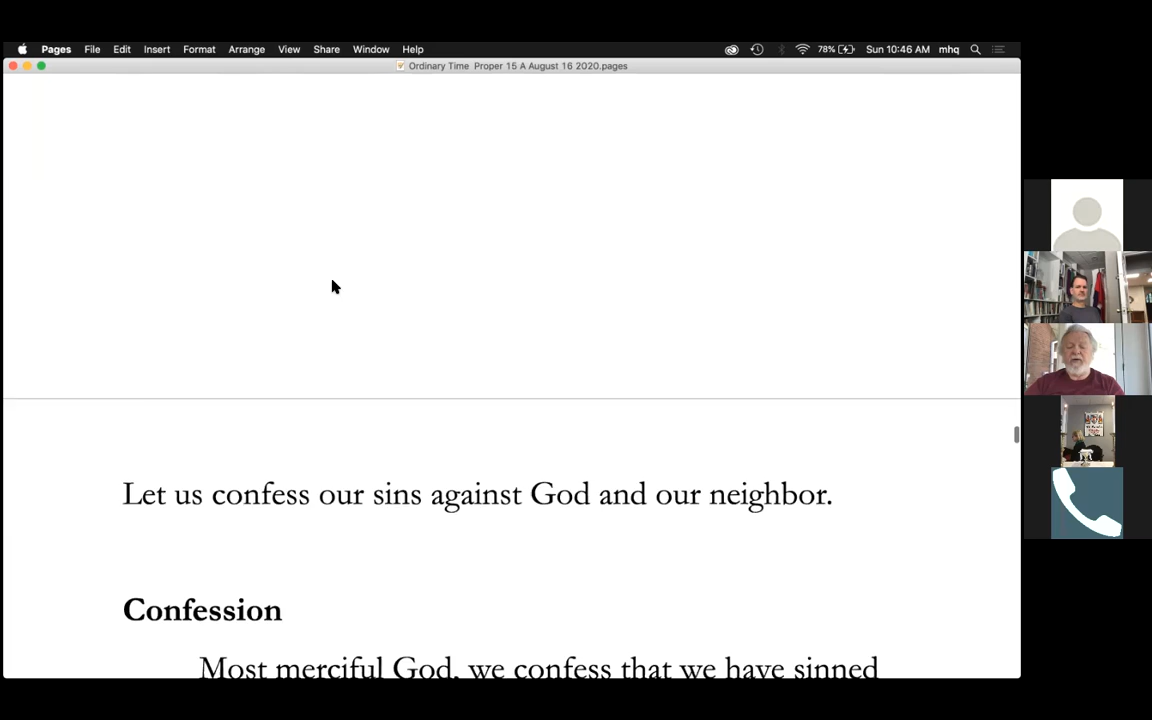 Pages File Edit Insert Format Arrange View Share Window Help 78% Sun 10:46 AM mhq
Ordinary Time Proper 15 A August 16 2020.pages
Let us confess our sins against God and our neighbor.
Confession
Most merciful God, we confess that we have sinned